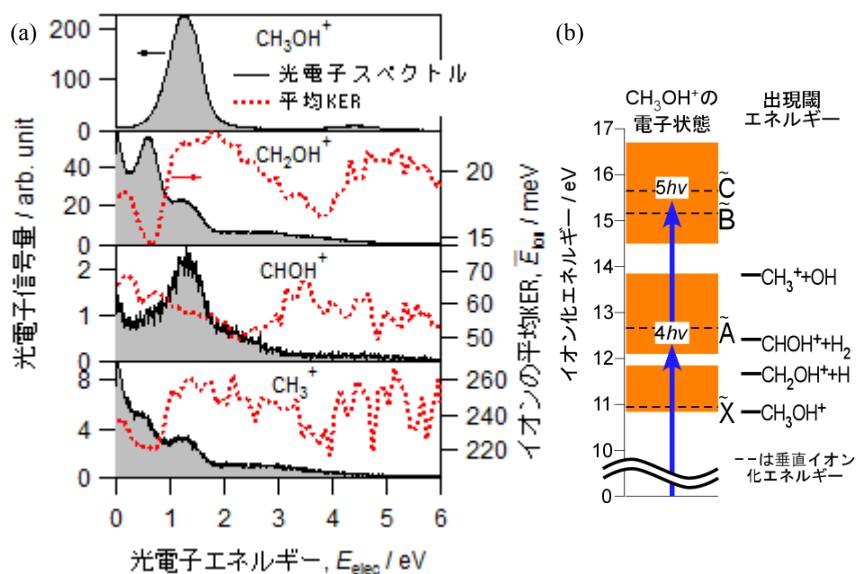 (a)
200
100
0
CH3OH+
光電子スペクトル
平均KER
40
20
0
CH2OH+
20
15
2
1
0
CHOH+
70
60
50
8
4
0
CH3+
260
240
220
0 1 2 3 4 5 6
光電子信号量 / arb. unit
イオンの平均KER, Eion / meV
光電子エネルギー, Eelec / eV
(b)
CH3OH+の
電子状態
出現閾
エネルギー
イオン化エネルギー / eV
17
16
15
14
13
12
11
10
0
5hν
4hν
C̃
B̃
Ã
X̃
CH3++OH
CHOH++H2
CH2OH++H
CH3OH+
--は垂直イオン
化エネルギー